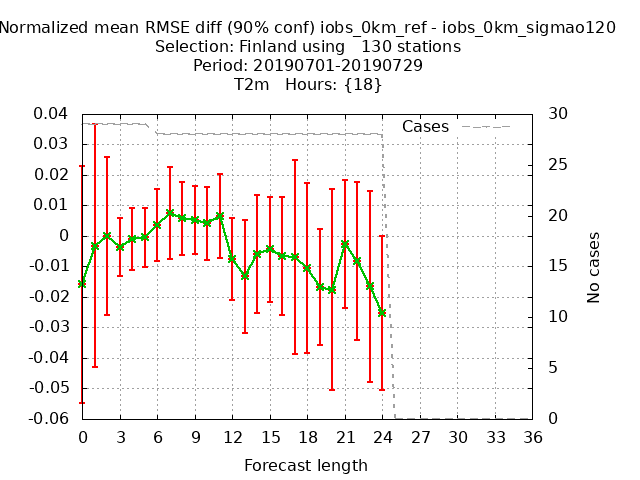 Normalized mean RMSE diff (90% conf) iobs_0km_ref - iobs_0km_sigmao120
Selection: Finland using   130 stations
Period: 20190701-20190729
T2m   Hours: {18}
Cases
0.04
0.03
0.02
0.01
0
-0.01
-0.02
-0.03
-0.04
-0.05
-0.06
30
25
20
15
10
5
0
No cases
0 3 6 9 12 15 18 21 24 27 30 33 36
Forecast length